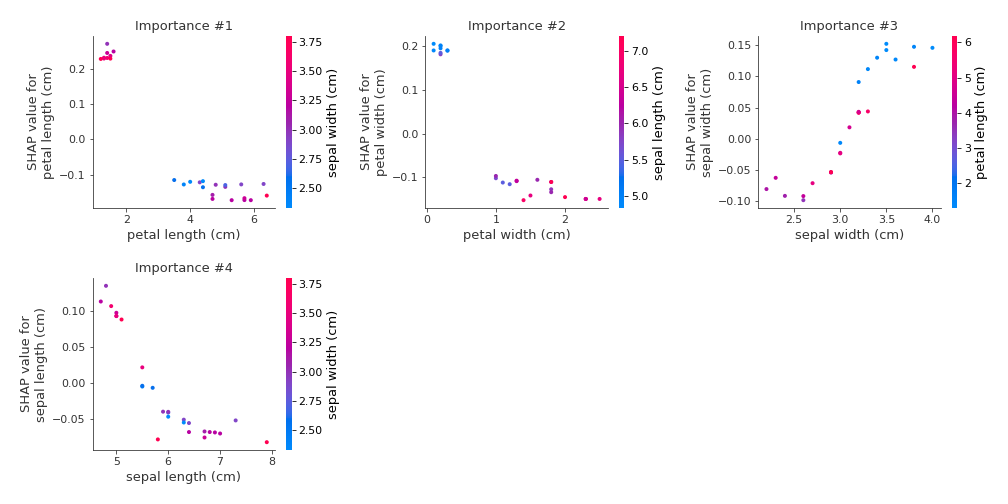 Importance #1
SHAP value for
petal length (cm)
0.2
0.1
0.0
−0.1
2
4
6
petal length (cm)
3.75
3.50
3.25
3.00
2.75
2.50
sepal width (cm)
Importance #2
SHAP value for
petal width (cm)
0.2
0.1
0.0
−0.1
0
1
2
petal width (cm)
7.0
6.5
6.0
5.5
5.0
sepal length (cm)
Importance #3
SHAP value for
sepal width (cm)
0.15
0.10
0.05
0.00
−0.05
−0.10
2.5
3.0
3.5
4.0
sepal width (cm)
6
5
4
3
2
petal length (cm)
Importance #4
SHAP value for
sepal length (cm)
0.10
0.05
0.00
−0.05
5
6
7
8
sepal length (cm)
3.75
3.50
3.25
3.00
2.75
2.50
sepal width (cm)